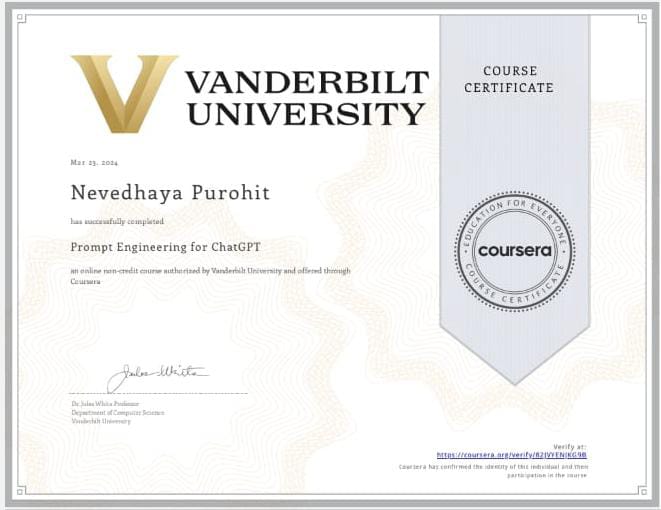 VANDERBILT
UNIVERSITY
COURSE
CERTIFICATE
Mar 23, 2024
Nevedhaya Purohit
has successfully completed
Prompt Engineering for ChatGPT
an online non-credit course authorized by Vanderbilt University and offered through
Coursera
EDUCATION FOR EVERYONE
coursera
COURSE CERTIFICATE
Jules White
Dr. Jules White Professor
Department of Computer Science
Vanderbilt University
Verify at:
https://coursera.org/verify/
Coursera has confirmed the identity of this individual and their
participation in the course